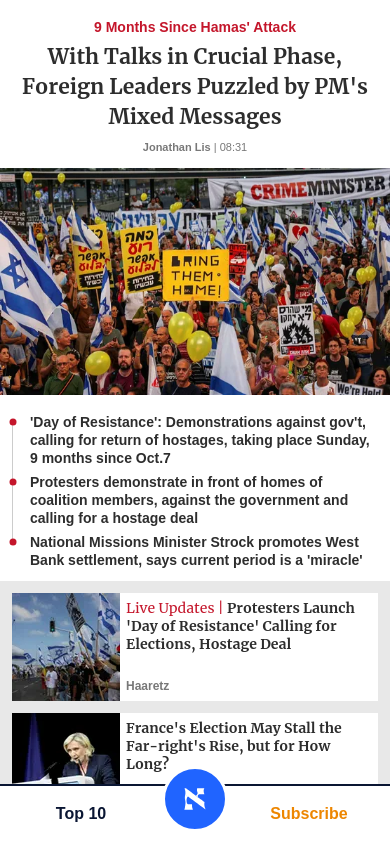 9 Months Since Hamas' Attack
With Talks in Crucial Phase,
Foreign Leaders Puzzled by PM's
Mixed Messages
Jonathan Lis | 08:31
CRIME MINISTER
BRING
THEM
HOME!
We're Held
'Day of Resistance': Demonstrations against gov't,
calling for return of hostages, taking place Sunday,
9 months since Oct.7
Protesters demonstrate in front of homes of
coalition members, against the government and
calling for a hostage deal
National Missions Minister Strock promotes West
Bank settlement, says current period is a 'miracle'
Live Updates | Protesters Launch
'Day of Resistance' Calling for
Elections, Hostage Deal
Haaretz
France's Election May Stall the
Far-right's Rise, but for How
Long?
Top 10
א
Subscribe